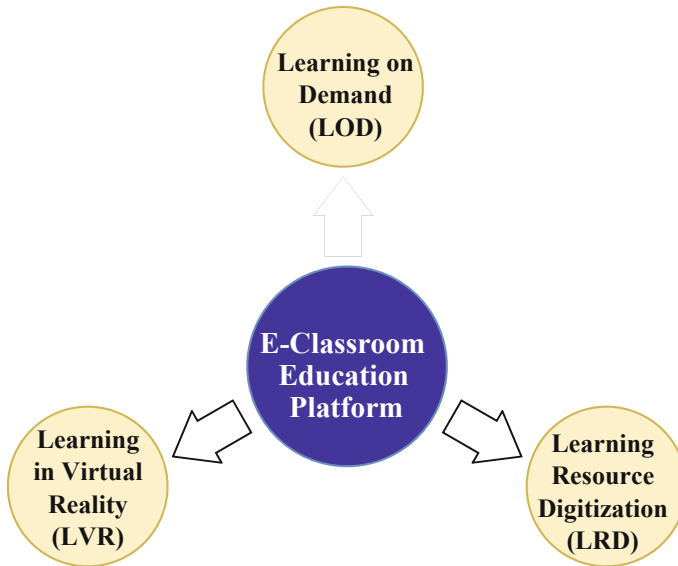 Learning on
Demand
(LOD)
E-Classroom
Education
Platform
Learning
in Virtual
Reality
(LVR)
Learning
Resource
Digitization
(LRD)